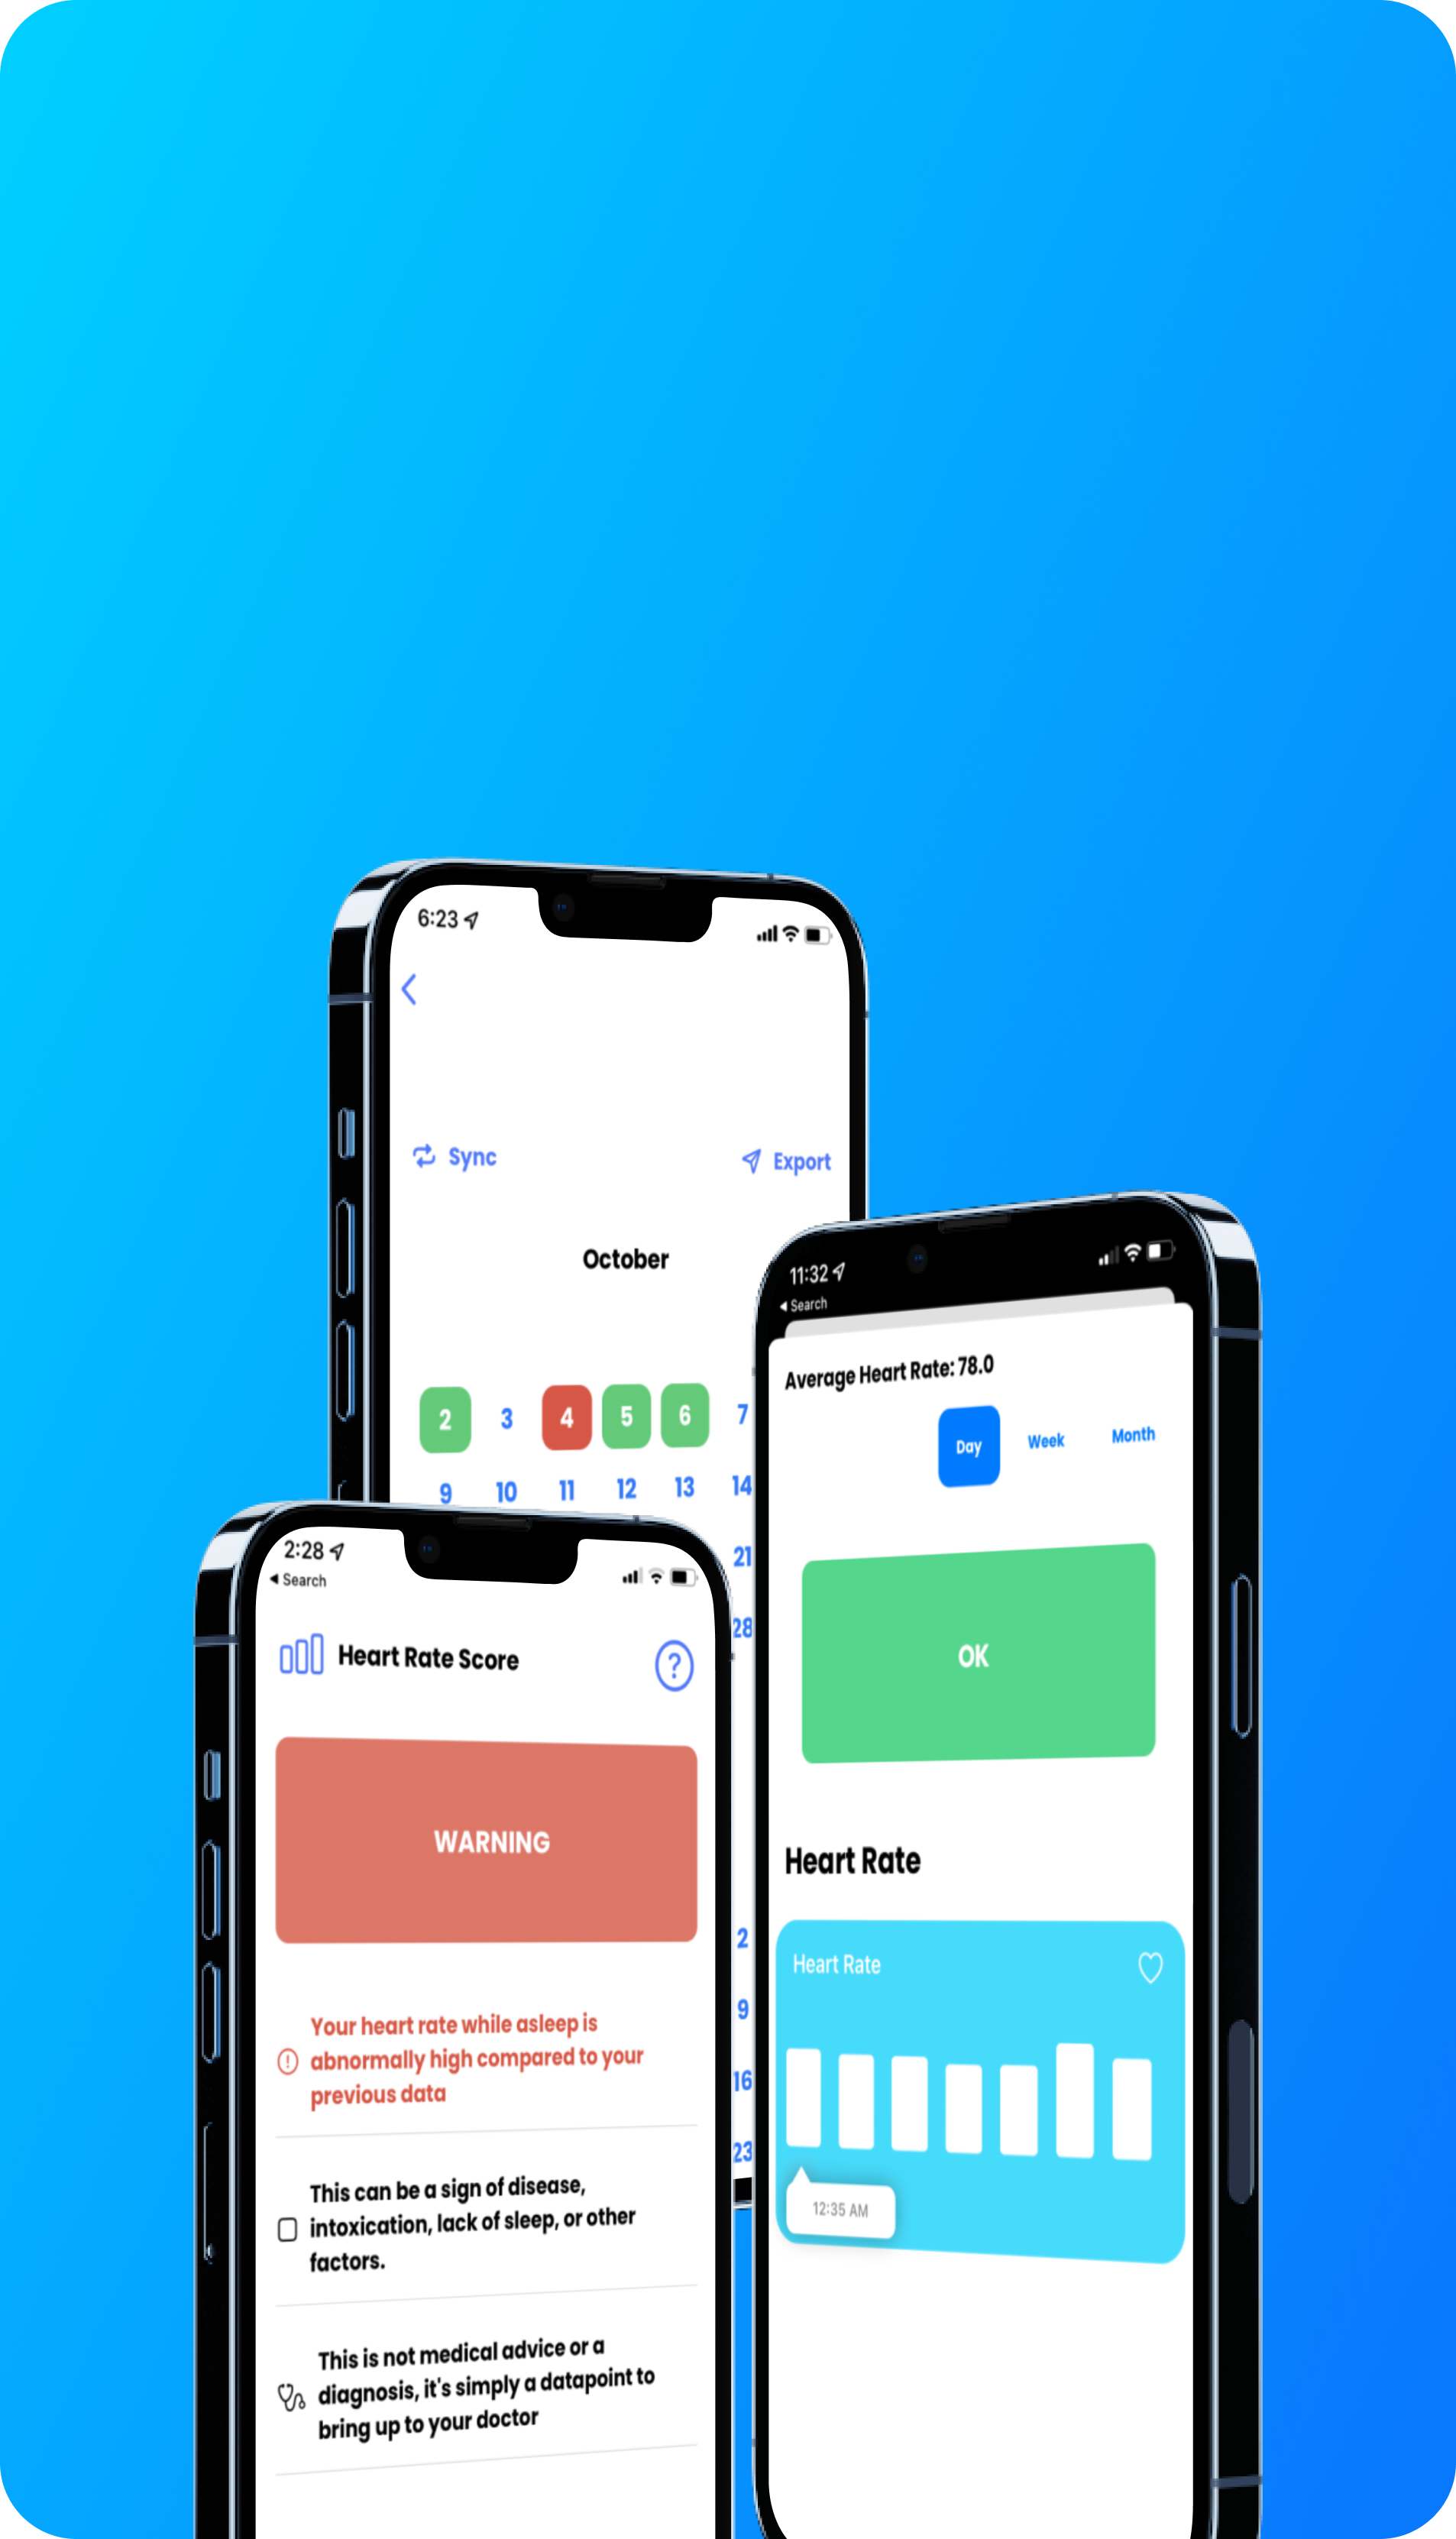 6:23
Sync
Export
October
2 3 4 5 6 7
9 10 11 12 13 14
21
28
2
9
16
23
11:32
Search
Average Heart Rate: 78.0
Day Week Month
OK
Heart Rate
Heart Rate
12:35 AM
2:28
Search
Heart Rate Score
?
WARNING
Your heart rate while asleep is
abnormally high compared to your
previous data
This can be a sign of disease,
intoxication, lack of sleep, or other
factors.
This is not medical advice or a
diagnosis, it's simply a datapoint to
bring up to your doctor